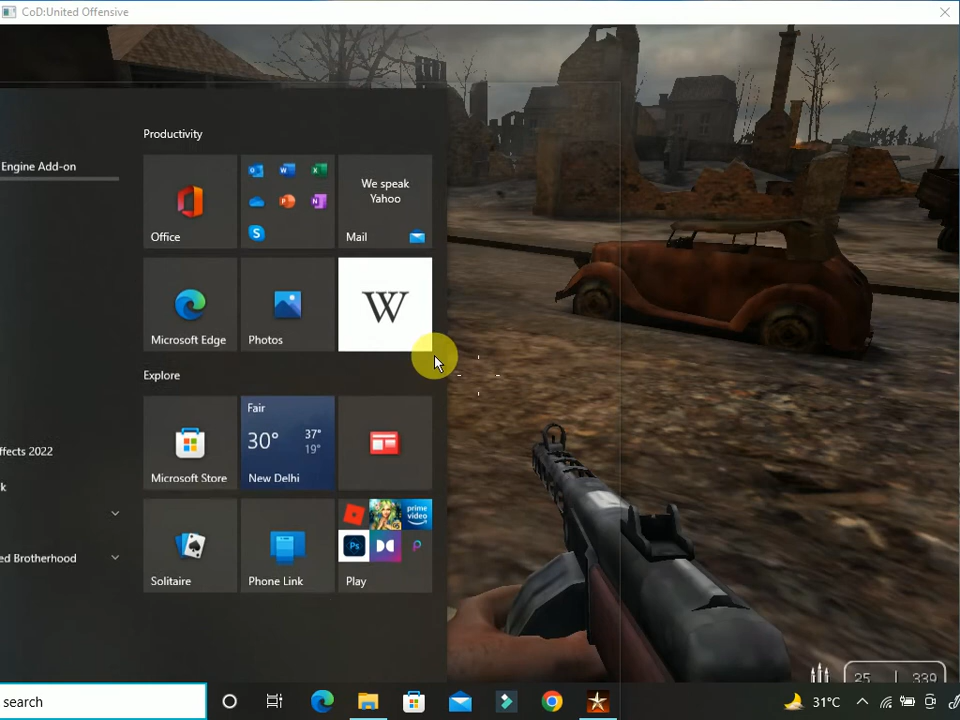 CoD:United Offensive
Productivity
Engine Add-on
Office
We speak
Yahoo
Mail
Microsoft Edge
Photos
W
Explore
Microsoft Store
Fair
30°
37°
19°
New Delhi
prime
video
Ps
ffects 2022
k
ed Brotherhood
Solitaire
Phone Link
Play
25 | 339
search
31°C